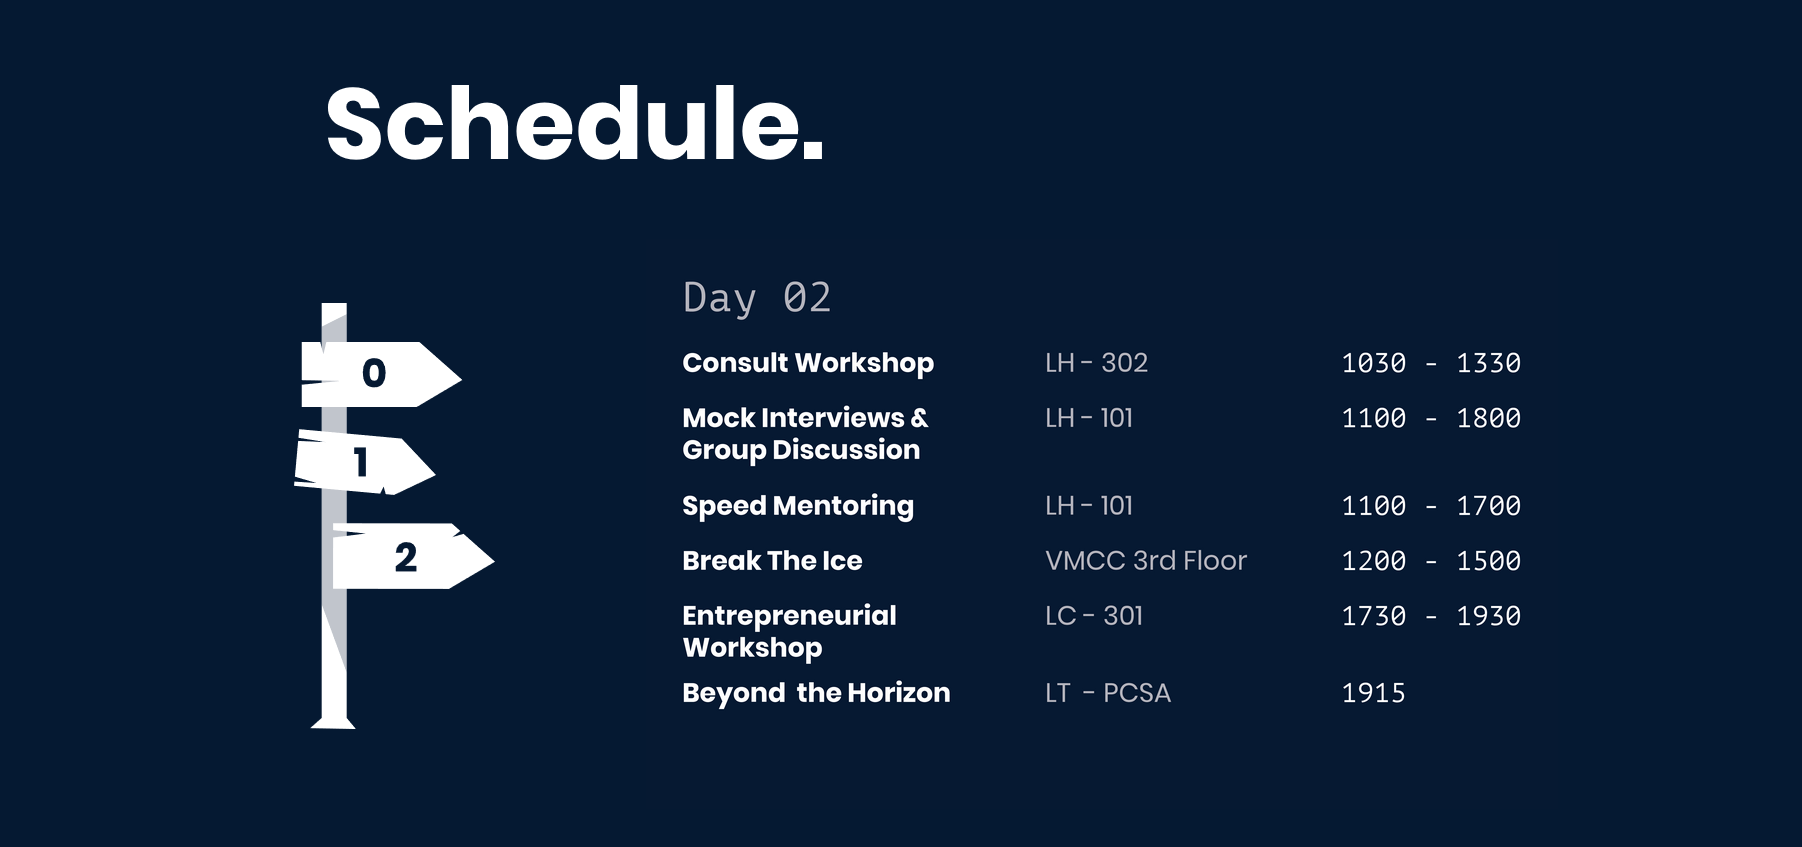 Schedule.
Day 02
0
1
2
Consult Workshop LH - 302 1030 - 1330
Mock Interviews & LH - 101 1100 - 1800
Group Discussion
Speed Mentoring LH - 101 1100 - 1700
Break The Ice VMCC 3rd Floor 1200 - 1500
Entrepreneurial LC - 301 1730 - 1930
Workshop
Beyond the Horizon LT - PCSA 1915